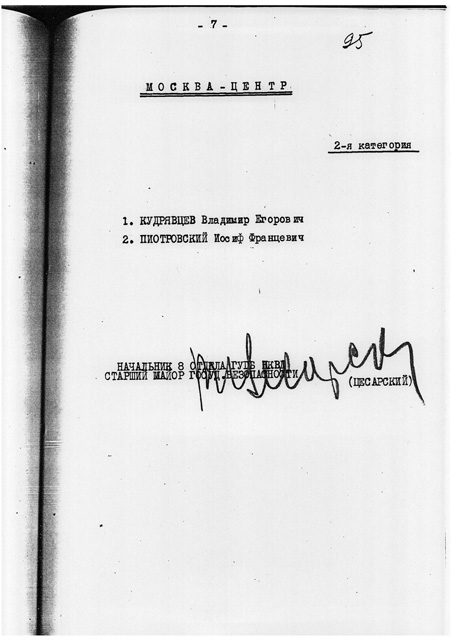 - 7 -
95
МОСКВА-ЦЕНТР
2-я категория
1. КУДРЯВЦЕВ Владимир Егорович
2. ПИОТРОВСКИЙ Иосиф Францевич
НАЧАЛЬНИК 8 ОТДЕЛА ГУГБ НКВД
СТАРШИЙ МАЙОР ГОСУД.БЕЗОПАСНОСТИ
(ЦЕСАРСКИЙ)